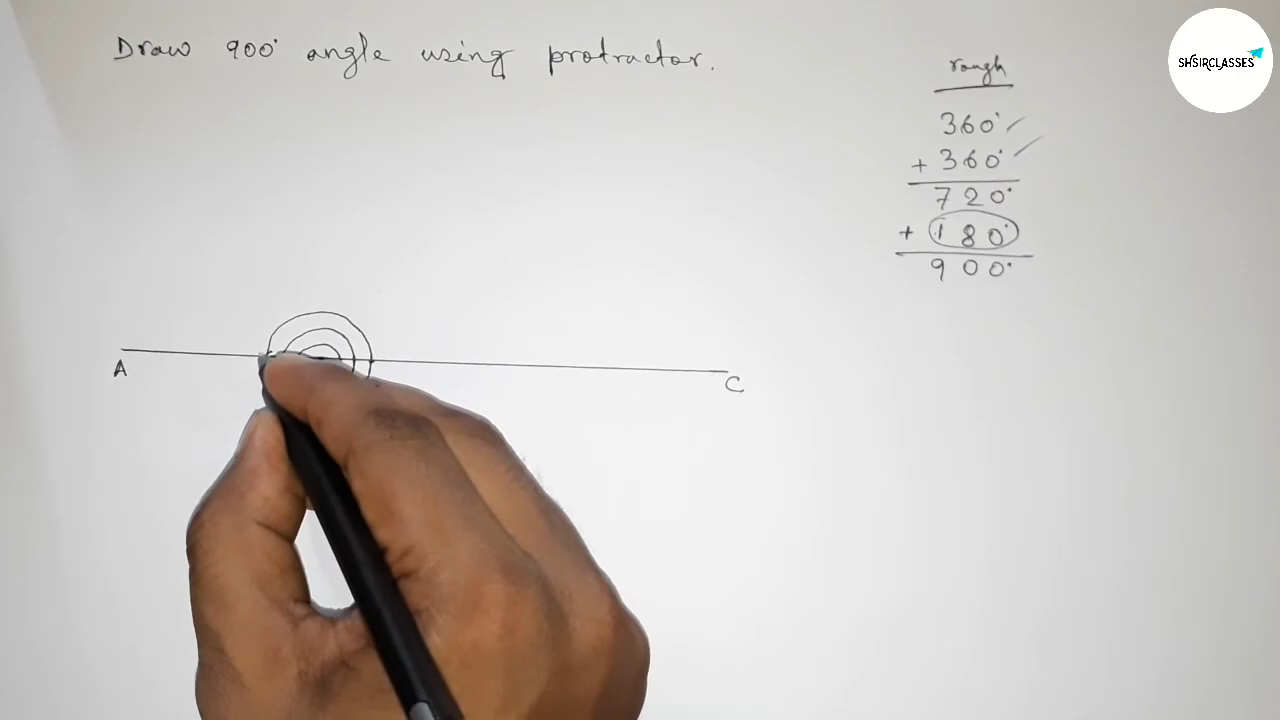 Draw 900° angle using protractor.
SHSIRCLASSES
rough
360°
+ 360°
720°
+ 180°
900°
A
C